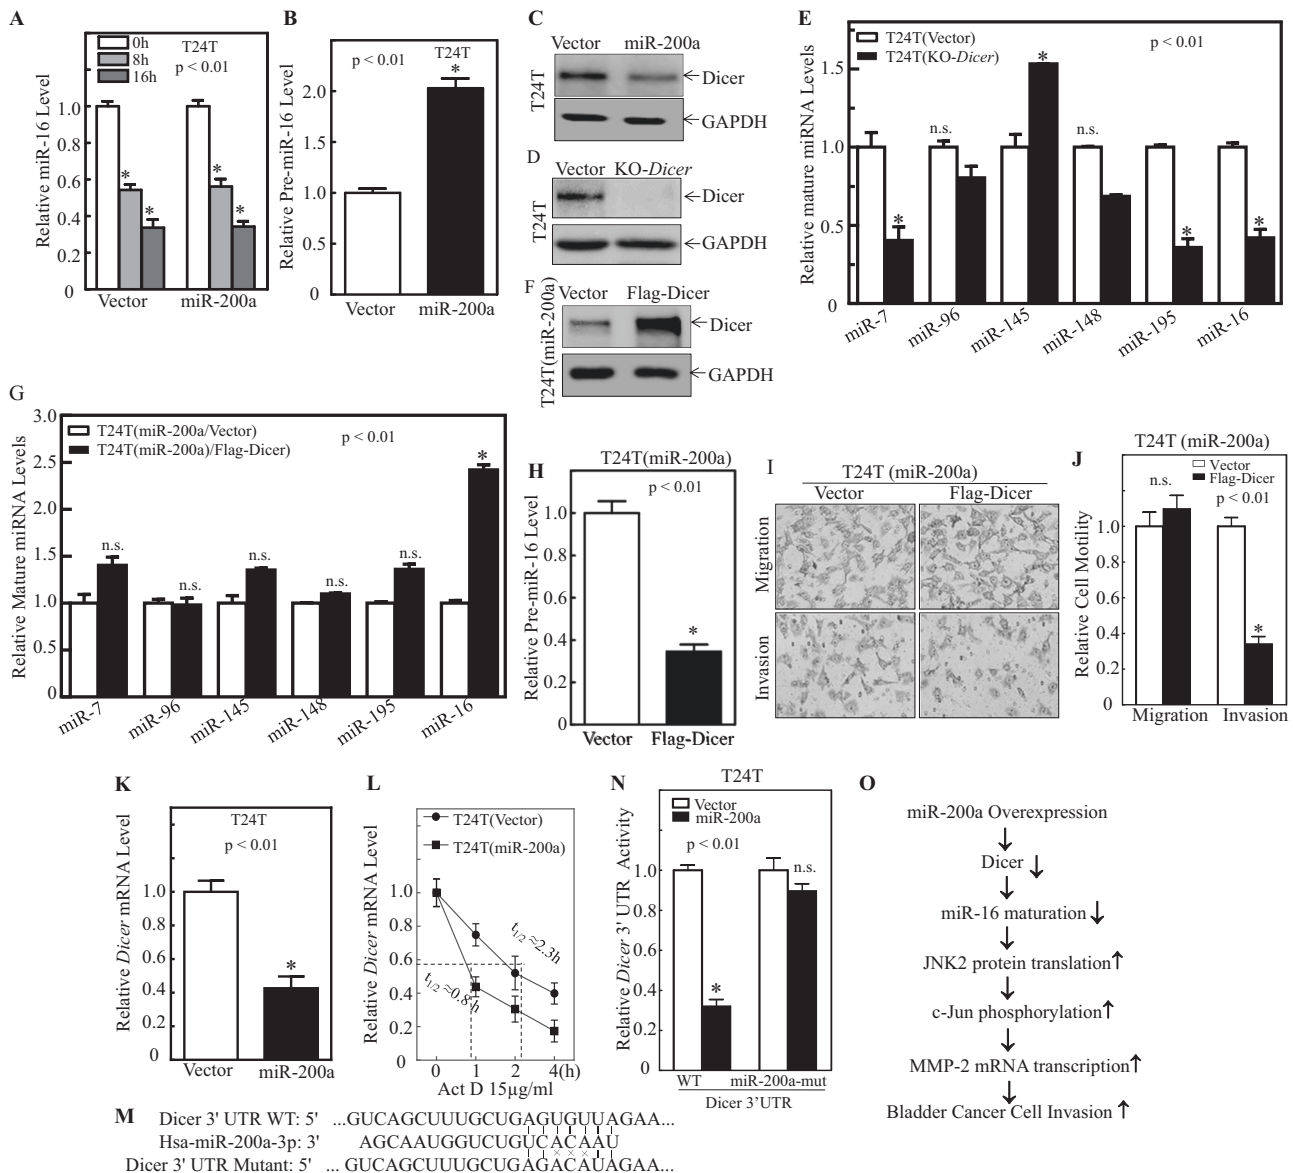 A
0h
8h
16h
T24T
p < 0.01
Relative miR-16 Level
1.0
0.6
0.4
0.2
0
* * * *
Vector miR-200a
B
T24T
p < 0.01
*
Relative Pre-miR-16 Level
2.0
1.5
1.0
0.5
0
Vector miR-200a
C
Vector miR-200a
T24T
Dicer
GAPDH
D
Vector KO-Dicer
T24T
Dicer
GAPDH
E
T24T(Vector)
T24T(KO-Dicer)
p < 0.01
Relative mature miRNA Levels
1.5
1.0
0.5
0
* n.s. * n.s. * *
miR-7 miR-96 miR-145 miR-148 miR-195 miR-16
F
Vector Flag-Dicer
T24T(miR-200a)
Dicer
GAPDH
G
T24T(miR-200a/Vector)
T24T(miR-200a)/Flag-Dicer)
p < 0.01
Relative Mature miRNA Levels
3.0
2.5
2.0
1.5
1.0
0.5
0
n.s. n.s. n.s. n.s. n.s. *
miR-7 miR-96 miR-145 miR-148 miR-195 miR-16
H
T24T(miR-200a)
p < 0.01
Relative Pre-miR-16 Level
1.0
0.8
0.6
0.4
0.2
0
*
Vector Flag-Dicer
I
T24T (miR-200a)
Vector Flag-Dicer
Migration
Invasion
J
T24T (miR-200a)
Vector
Flag-Dicer
n.s. p < 0.01
Relative Cell Motility
1.0
0.8
0.6
0.4
0.2
0
*
Migration Invasion
K
T24T
p < 0.01
Relative Dicer mRNA Level
1.0
0.8
0.6
0.4
0.2
0
*
Vector miR-200a
L
T24T(Vector)
T24T(miR-200a)
Relative Dicer mRNA Level
1.0
0.8
0.6
0.4
0.2
0
t1/2 ≈2.3h
t1/2 ≈0.8h
0 1 2 4(h)
Act D 15μg/ml
N
T24T
Vector
miR-200a
p < 0.01
n.s.
Relative Dicer 3' UTR Activity
1.0
0.8
0.6
0.4
0.2
0
*
WT miR-200a-mut
Dicer 3’UTR
O
miR-200a Overexpression
↓
Dicer ↓
↓
miR-16 maturation ↓
↓
JNK2 protein translation↑
↓
c-Jun phosphorylation↑
↓
MMP-2 mRNA transcription↑
↓
Bladder Cancer Cell Invasion ↑
M
Dicer 3' UTR WT: 5' ...GUCAGCUUUGCUGAGUGUUAGAA...
Hsa-miR-200a-3p: 3' AGCAAUGGUCUGUCACAAU
Dicer 3' UTR Mutant: 5' ... GUCAGCUUUGCUGAGACAUAGAA...